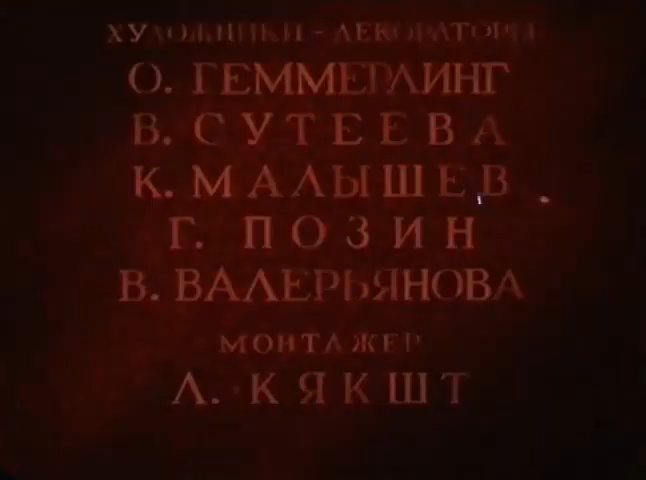 ХУДОЖНИКИ - ДЕКОРАТОРЫ
О. ГЕММЕРЛИНГ
В. СУТЕЕВА
К. МАЛЫШЕВ
Г. ПОЗИН
В. ВАЛЕРЬЯНОВА
МОНТАЖЕР
Л. КЯКШТ